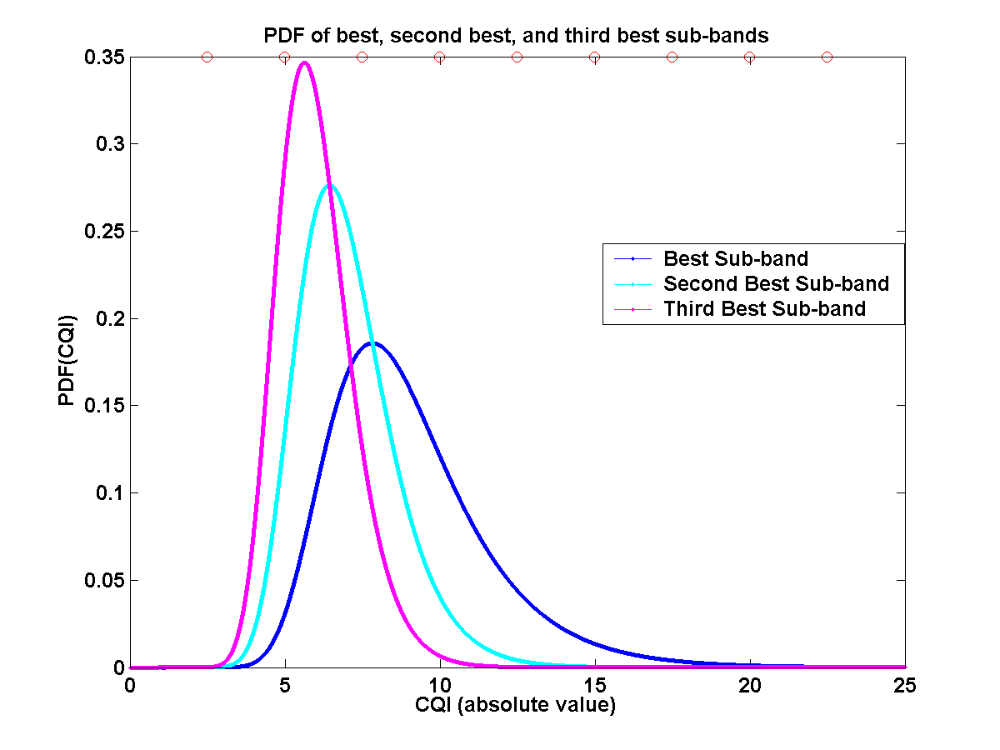 PDF of best, second best, and third best sub-bands
0.35
0.3
0.25
0.2
0.15
0.1
0.05
0
PDF(CQI)
Best Sub-band
Second Best Sub-band
Third Best Sub-band
0 5 10 15 20 25
CQI (absolute value)